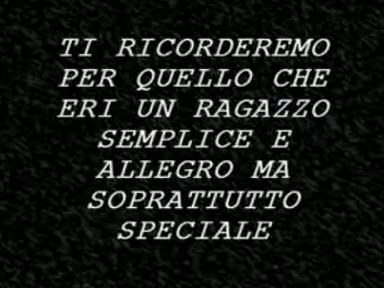 TI RICORDEREMO
PER QUELLO CHE
ERI UN RAGAZZO
SEMPLICE E
ALLEGRO MA
SOPRATTUTTO
SPECIALE